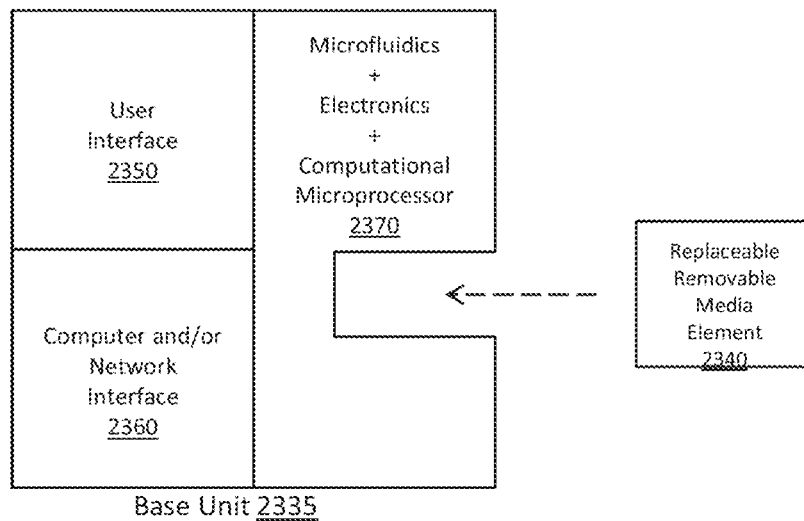 User
Interface
2350
Microfluidics
+
Electronics
+
Computational
Microprocessor
2370
Computer and/or
Network
Interface
2360
Replaceable
Removable
Media
Element
2340
Base Unit 2335